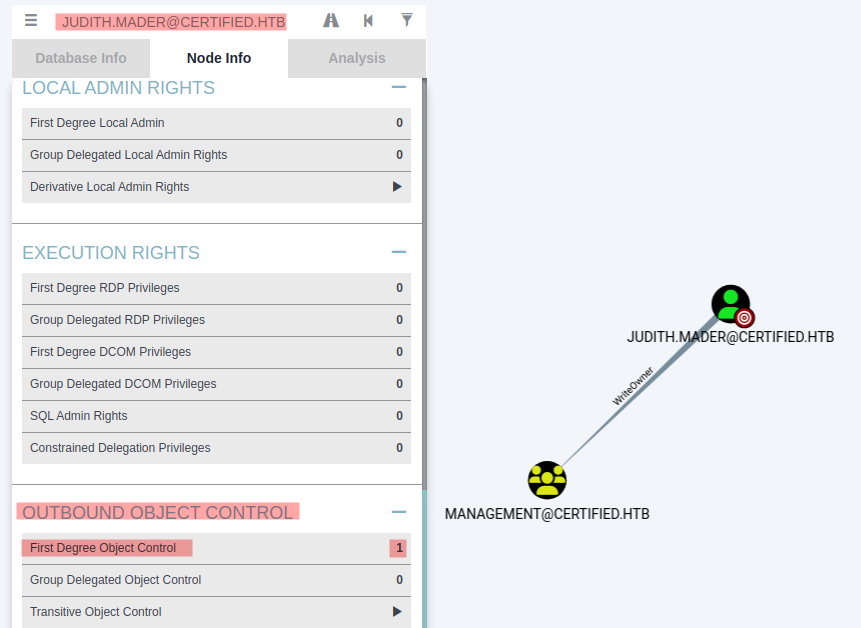 JUDITH.MADER@CERTIFIED.HTB
Database Info
Node Info
Analysis
LOCAL ADMIN RIGHTS
First Degree Local Admin 0
Group Delegated Local Admin Rights 0
Derivative Local Admin Rights
EXECUTION RIGHTS
First Degree RDP Privileges 0
Group Delegated RDP Privileges 0
First Degree DCOM Privileges 0
Group Delegated DCOM Privileges 0
SQL Admin Rights 0
Constrained Delegation Privileges 0
OUTBOUND OBJECT CONTROL
First Degree Object Control 1
Group Delegated Object Control 0
Transitive Object Control
JUDITH.MADER@CERTIFIED.HTB
WriteOwner
MANAGEMENT@CERTIFIED.HTB